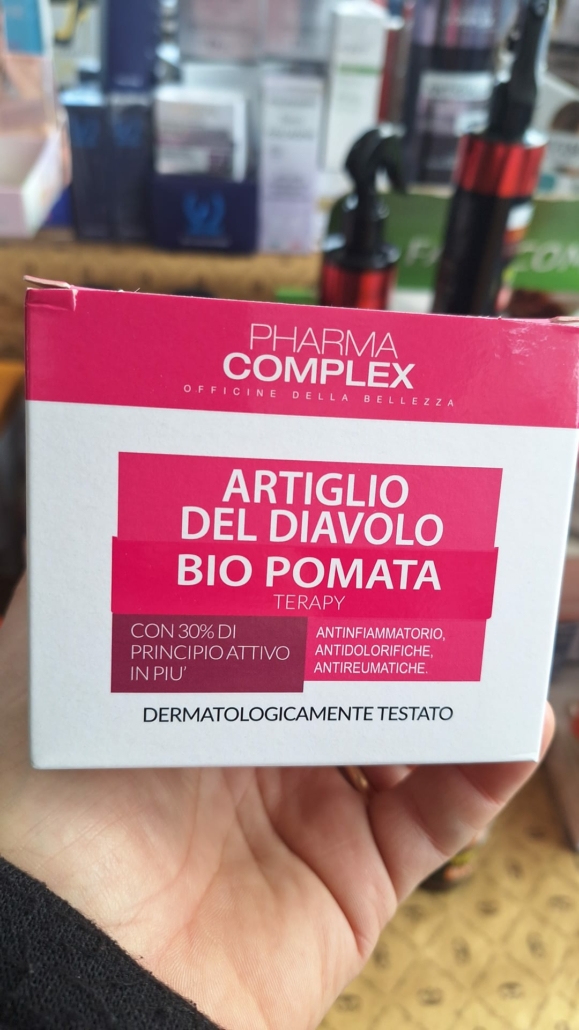 PHARMA
COMPLEX
OFFICINE DELLA BELLEZZA
ARTIGLIO
DEL DIAVOLO
BIO POMATA
TERAPY
CON 30% DI
PRINCIPIO ATTIVO
IN PIU'
ANTINFIAMMATORIO,
ANTIDOLORIFICHE,
ANTIREUMATICHE.
DERMATOLOGICAMENTE TESTATO